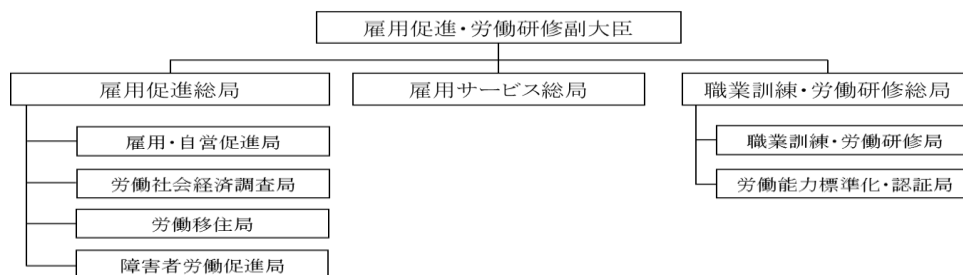 雇用促進・労働研修副大臣
雇用促進総局
雇用サービス総局
職業訓練・労働研修総局
雇用・自営促進局
職業訓練・労働研修局
労働社会経済調査局
労働能力標準化・認証局
労働移住局
障害者労働促進局